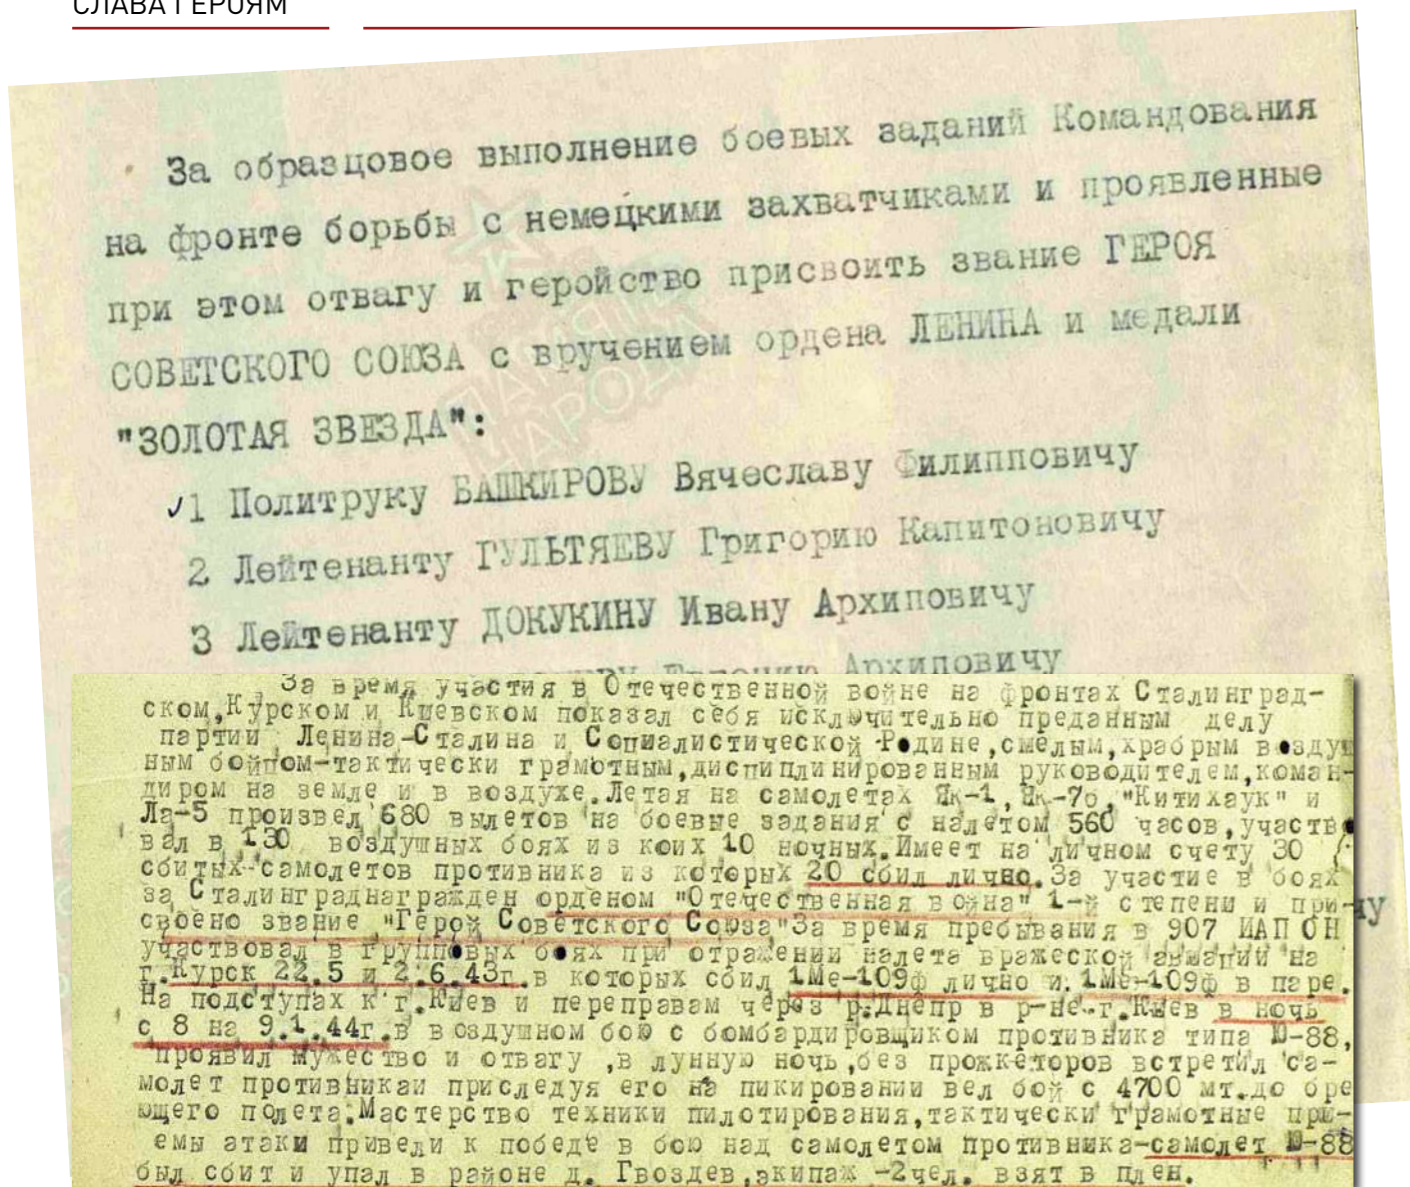 СЛАВА ГЕРОЯМ
За образцовое выполнение боевых заданий Командования
на фронте борьбы с немецкими захватчиками и проявленные
при этом отвагу и геройство присвоить звание ГЕРОЯ
СОВЕТСКОГО СОЮЗА с вручением ордена ЛЕНИНА и медали
"ЗОЛОТАЯ ЗВЕЗДА":
1 Политруку БАШКИРОВУ Вячеславу Филипповичу
2 Лейтенанту ГУЛЬТЯЕВУ Григорию Капитоновичу
3 Лейтенанту ДОКУКИНУ Ивану Архиповичу
Евгению Архиповичу
За время участия в Отечественной войне на фронтах Сталинград-
ском,Курском и Киевском показал себя исключительно преданным делу
партии Ленина-Сталина и Социалистической Родине,смелым,храбрым воздуш
ным бойцом-тактически грамотным,дисциплинированным руководителем,коман-
диром на земле и в воздухе.Летая на самолетах Як-1,Як-7б,"Китихаук" и
Ла-5 произвел 680 вылетов на боевые задания с налетом 560 часов,участво
вал в 130 воздушных боях из коих 10 ночных.Имеет на личном счету 30
сбитых самолетов противника из которых 20 сбил лично.За участие в боях
за Сталинграднагражден орденом "Отечественная война" 1-й степени и при-
своено звание "Герой Советского Союза"За время пребывания в 907 ИАП ОН
участвовал в групповых боях при отражении налета вражеской авиации на
г.Курск 22.5 и 2.6.43г.в которых сбил 1Ме-109ф лично и 1Ме-109ф в паре.
На подступах к г.Киев и переправам через р.Днепр в р-не г.Киев в ночь
с 8 на 9.1.44г.в воздушном бою с бомбардировщиком противника типа Ю-88,
проявил мужество и отвагу ,в лунную ночь,без прожекторов встретил са-
молет противникаи приследуя его на пикировании вел бой с 4700 мт.до бре
ющего полета.Мастерство техники пилотирования,тактически грамотные при-
емы атаки привели к победе в бою над самолетом противника-самолет Ю-88
был сбит и упал в районе д. Гвоздев,экипаж -2чел. взят в плен.